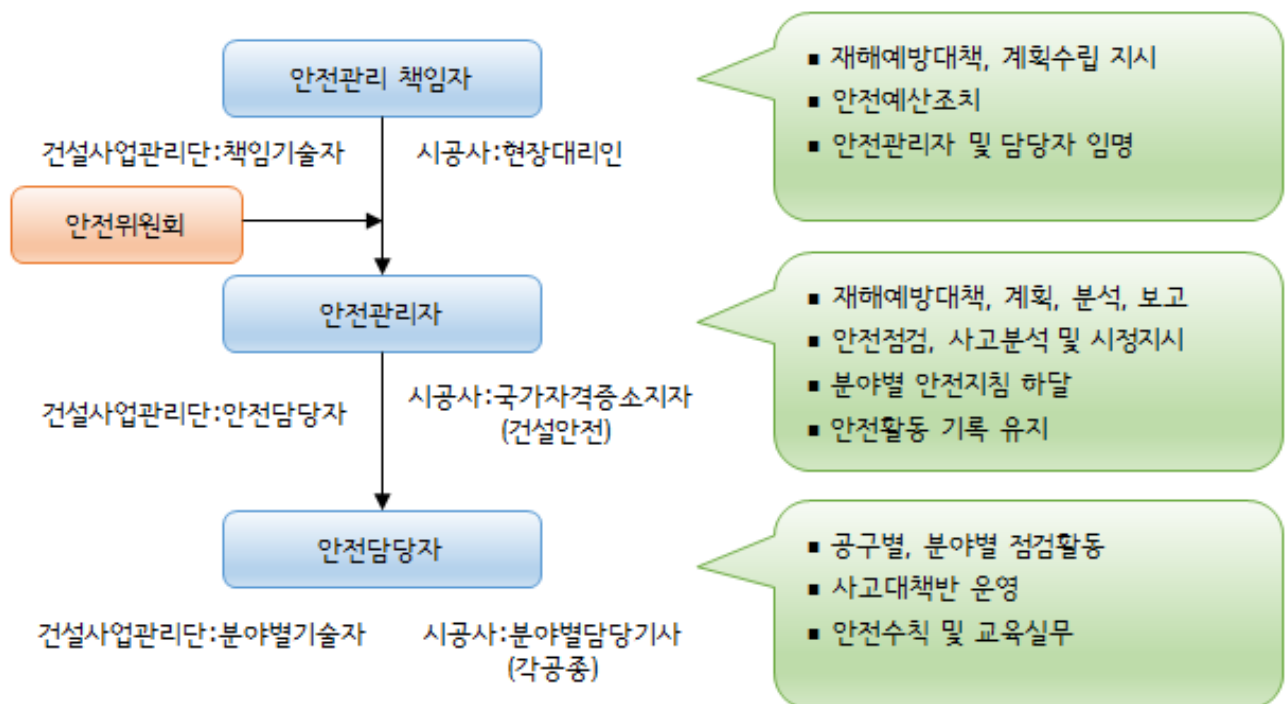 안전관리 책임자
건설사업관리단:책임기술자
시공사:현장대리인
▪ 재해예방대책, 계획수립 지시
▪ 안전예산조치
▪ 안전관리자 및 담당자 임명
안전위원회
안전관리자
건설사업관리단:안전담당자
시공사:국가자격증소지자
(건설안전)
▪ 재해예방대책, 계획, 분석, 보고
▪ 안전점검, 사고분석 및 시정지시
▪ 분야별 안전지침 하달
▪ 안전활동 기록 유지
안전담당자
건설사업관리단:분야별기술자
시공사:분야별담당기사
(각공종)
▪ 공구별, 분야별 점검활동
▪ 사고대책반 운영
▪ 안전수칙 및 교육실무